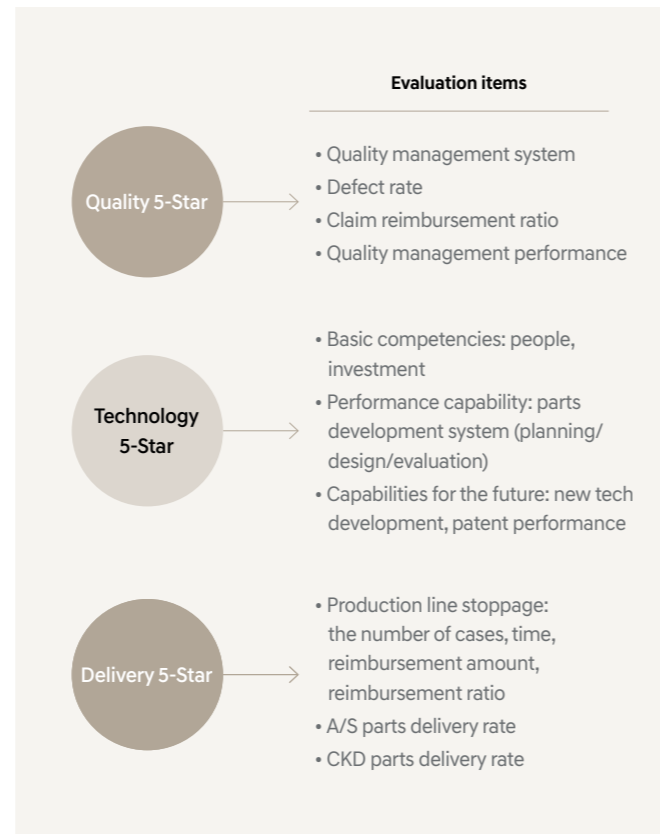 Evaluation items
Quality 5-Star
• Quality management system
• Defect rate
• Claim reimbursement ratio
• Quality management performance
Technology
5-Star
• Basic competencies: people,
investment
• Performance capability: parts
development system (planning/
design/evaluation)
• Capabilities for the future: new tech
development, patent performance
Delivery 5-Star
• Production line stoppage:
the number of cases, time,
reimbursement amount,
reimbursement ratio
• A/S parts delivery rate
• CKD parts delivery rate